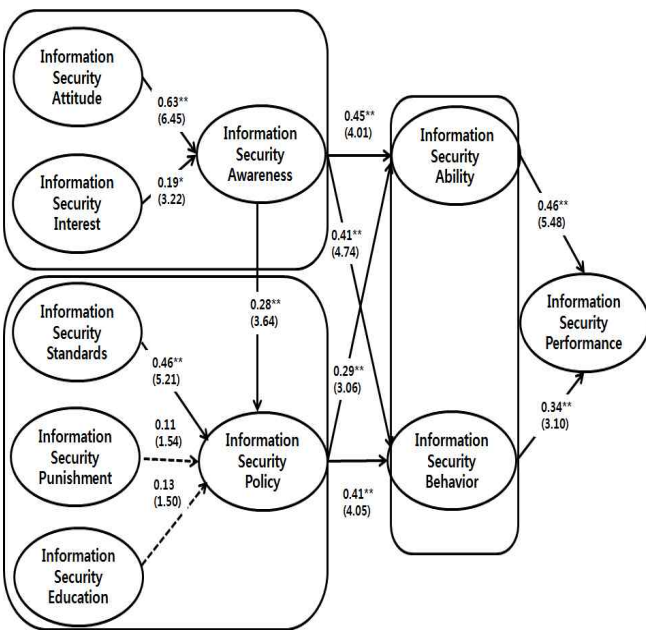 Information
Security
Attitude
0.63**
(6.45)
Information
Security
Interest
0.19*
(3.22)
Information
Security
Awareness
0.45**
(4.01)
Information
Security
Ability
0.41**
(4.74)
0.46**
(5.48)
0.28**
(3.64)
Information
Security
Standards
0.46**
(5.21)
Information
Security
Performance
0.29**
(3.06)
0.34**
(3.10)
Information
Security
Punishment
0.11
(1.54)
0.13
(1.50)
Information
Security
Policy
0.41**
(4.05)
Information
Security
Behavior
Information
Security
Education